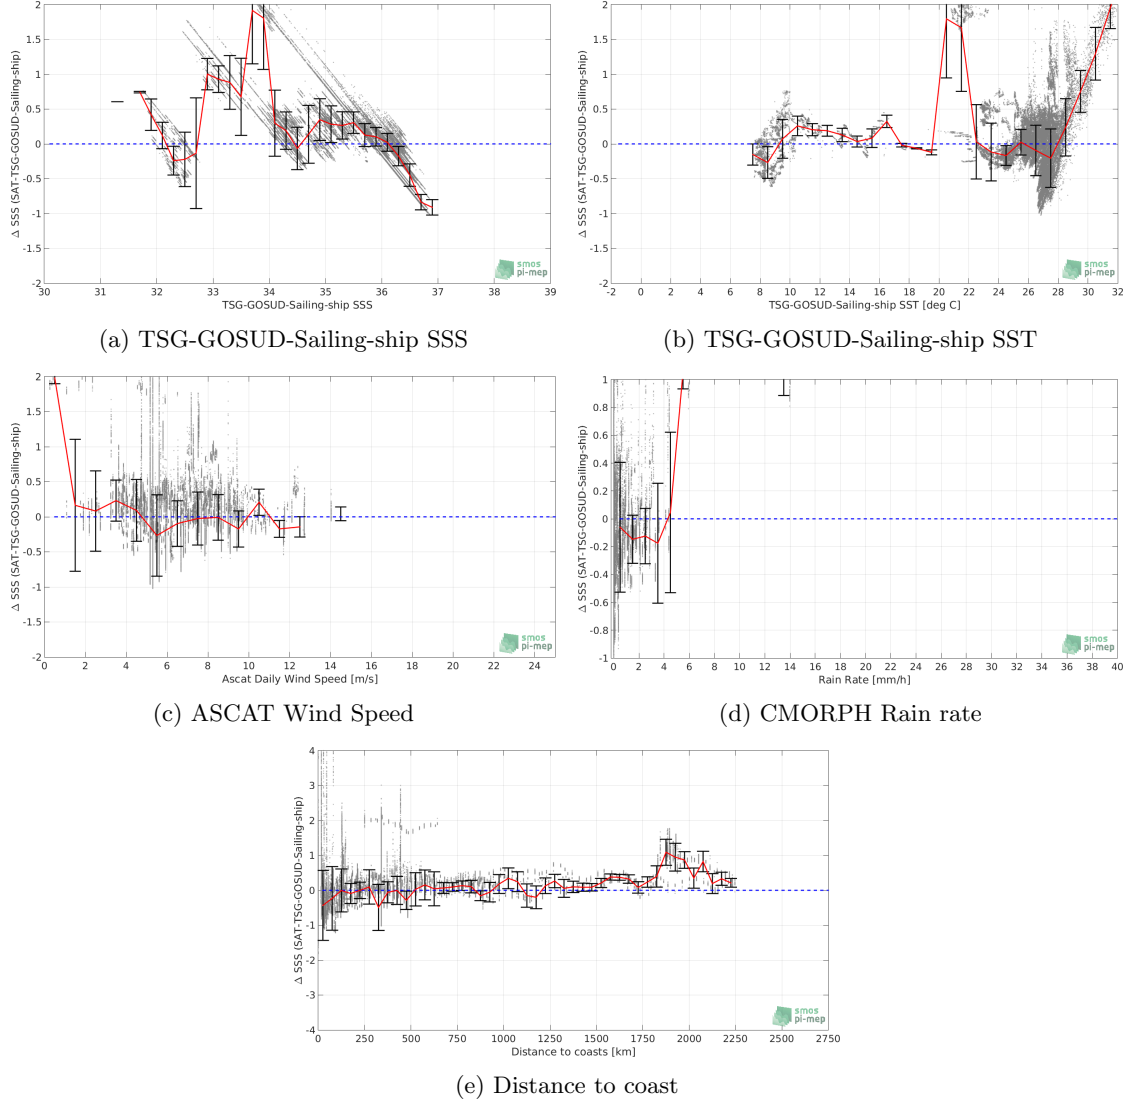 2
1.5
1
0.5
0
-0.5
-1
-1.5
-2
Δ SSS (SAT-TSG-GOSUD-Sailing-ship)
30 31 32 33 34 35 36 37 38 39
TSG-GOSUD-Sailing-ship SSS
smos
pi-mep
(a) TSG-GOSUD-Sailing-ship SSS
2
1.5
1
0.5
0
-0.5
-1
-1.5
-2
Δ SSS (SAT-TSG-GOSUD-Sailing-ship)
-2 0 2 4 6 8 10 12 14 16 18 20 22 24 26 28 30 32
TSG-GOSUD-Sailing-ship SST [deg C]
smos
pi-mep
(b) TSG-GOSUD-Sailing-ship SST
2
1.5
1
0.5
0
-0.5
-1
-1.5
-2
Δ SSS (SAT-TSG-GOSUD-Sailing-ship)
0 2 4 6 8 10 12 14 16 18 20 22 24
Ascat Daily Wind Speed [m/s]
smos
pi-mep
(c) ASCAT Wind Speed
1
0.8
0.6
0.4
0.2
0
-0.2
-0.4
-0.6
-0.8
-1
Δ SSS (SAT-TSG-GOSUD-Sailing-ship)
0 2 4 6 8 10 12 14 16 18 20 22 24 26 28 30 32 34 36 38 40
Rain Rate [mm/h]
smos
pi-mep
(d) CMORPH Rain rate
4
3
2
1
0
-1
-2
-3
-4
Δ SSS (SAT-TSG-GOSUD-Sailing-ship)
0 250 500 750 1000 1250 1500 1750 2000 2250 2500 2750
Distance to coasts [km]
smos
pi-mep
(e) Distance to coast